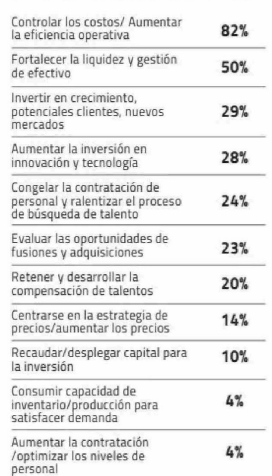 Controlar los costos/ Aumentar
la eficiencia operativa
82%
Fortalecer la liquidez y gestión
de efectivo
50%
Invertir en crecimiento,
potenciales clientes, nuevos
mercados
29%
Aumentar la inversión en
innovación y tecnología
28%
Congelar la contratación de
personal y ralentizar el proceso
de búsqueda de talento
24%
Evaluar las oportunidades de
fusiones y adquisiciones
23%
Retener y desarrollar la
compensación de talentos
20%
Centrarse en la estrategia de
precios/aumentar los precios
14%
Recaudar/desplegar capital para
la inversión
10%
Consumir capacidad de
inventario/producción para
satisfacer demanda
4%
Aumentar la contratación
/optimizar los niveles de
personal
4%